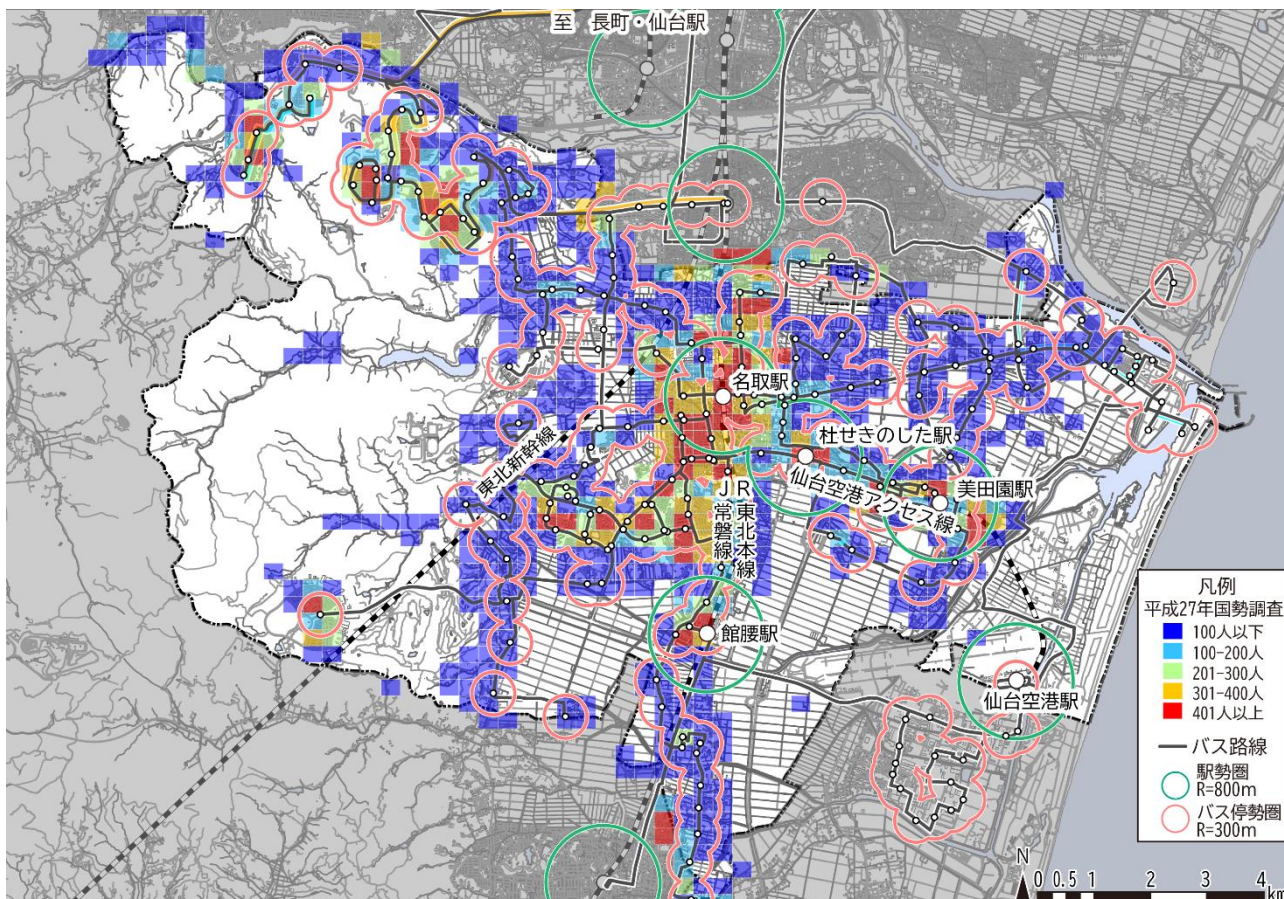 至　長町・仙台駅
名取駅
杜せきのした駅
東北新幹線
仙台空港アクセス線
美田園駅
JR東北本線
常磐線
館腰駅
仙台空港駅
凡例
平成27年国勢調査
100人以下
100-200人
201-300人
301-400人
401人以上
バス路線
駅勢圏
R=800m
バス停勢圏
R=300m
N
0 0.5 1 2 3 4
km